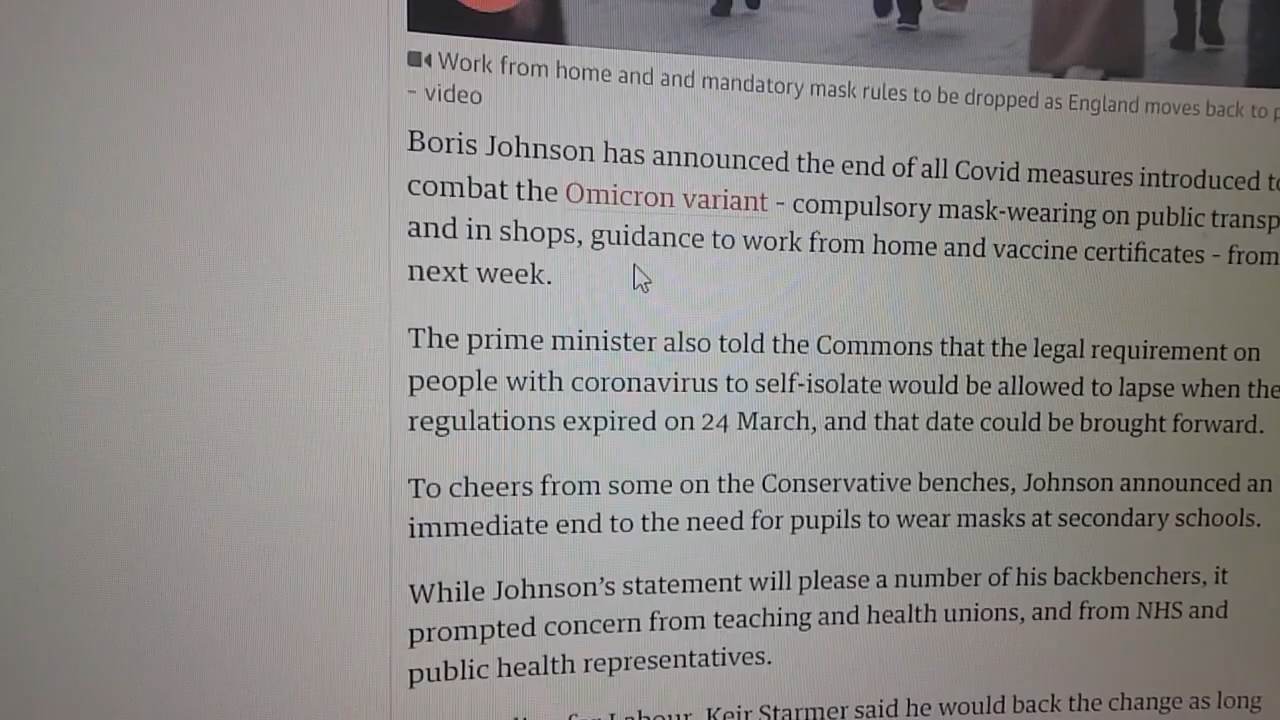 Work from home and and mandatory mask rules to be dropped as England moves back to
- video
Boris Johnson has announced the end of all Covid measures introduced to
combat the Omicron variant - compulsory mask-wearing on public transp
and in shops, guidance to work from home and vaccine certificates - from
next week.
The prime minister also told the Commons that the legal requirement on
people with coronavirus to self-isolate would be allowed to lapse when the
regulations expired on 24 March, and that date could be brought forward.
To cheers from some on the Conservative benches, Johnson announced an
immediate end to the need for pupils to wear masks at secondary schools.
While Johnson’s statement will please a number of his backbenchers, it
prompted concern from teaching and health unions, and from NHS and
public health representatives.
for Labour, Keir Starmer said he would back the change as long